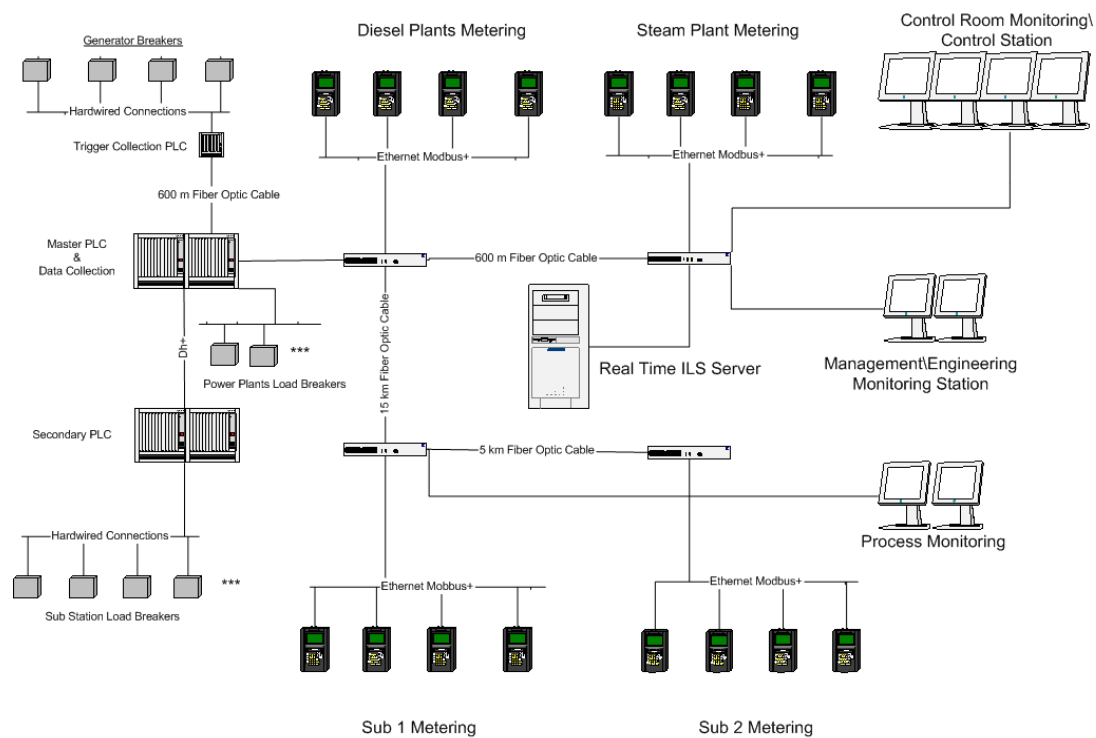 Diesel Plants Metering
Steam Plant Metering
Control Room Monitoring\
Control Station
Generator Breakers
Hardwired Connections
Trigger Collection PLC
Ethernet Modbus+
Ethernet Modbus+
600 m Fiber Optic Cable
Master PLC
&
Data Collection
600 m Fiber Optic Cable
Dh+
15 km Fiber Optic Cable
***
Power Plants Load Breakers
Real Time ILS Server
Management\Engineering
Monitoring Station
Secondary PLC
5 km Fiber Optic Cable
Process Monitoring
Hardwired Connections
***
Sub Station Load Breakers
Ethernet Mobbus+
Ethernet Modbus+
Sub 1 Metering
Sub 2 Metering